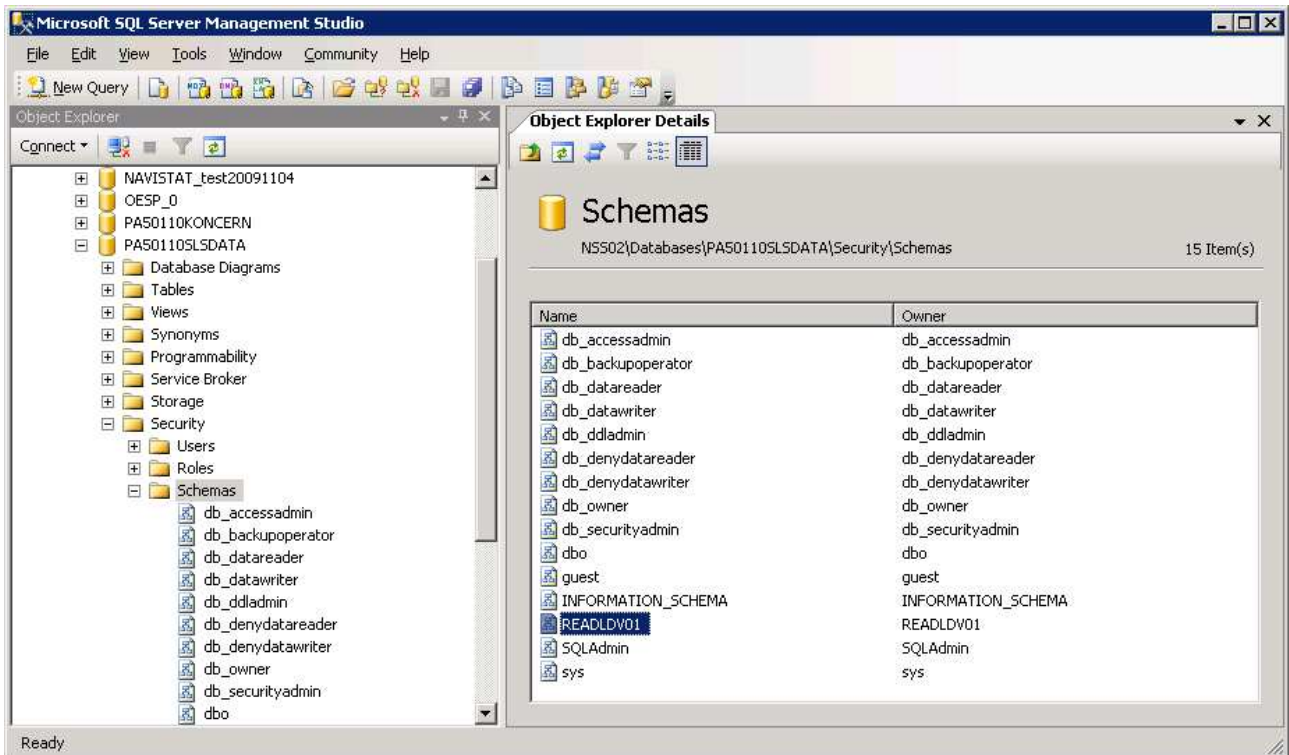 Microsoft SQL Server Management Studio
File Edit View Tools Window Community Help
New Query
Object Explorer
Connect
NAVISTAT_test20091104
OESP_0
PA50110KONCERN
PA50110SLSDATA
Database Diagrams
Tables
Views
Synonyms
Programmability
Service Broker
Storage
Security
Users
Roles
Schemas
db_accessadmin
db_backupoperator
db_datareader
db_datawriter
db_ddladmin
db_denydatareader
db_denydatawriter
db_owner
db_securityadmin
dbo
Object Explorer Details
Schemas
NSS02\Databases\PA50110SLSDATA\Security\Schemas 15 Item(s)
Name Owner
db_accessadmin db_accessadmin
db_backupoperator db_backupoperator
db_datareader db_datareader
db_datawriter db_datawriter
db_ddladmin db_ddladmin
db_denydatareader db_denydatareader
db_denydatawriter db_denydatawriter
db_owner db_owner
db_securityadmin db_securityadmin
dbo dbo
guest guest
INFORMATION_SCHEMA INFORMATION_SCHEMA
READLDV01 READLDV01
SQLAdmin SQLAdmin
sys sys
Ready